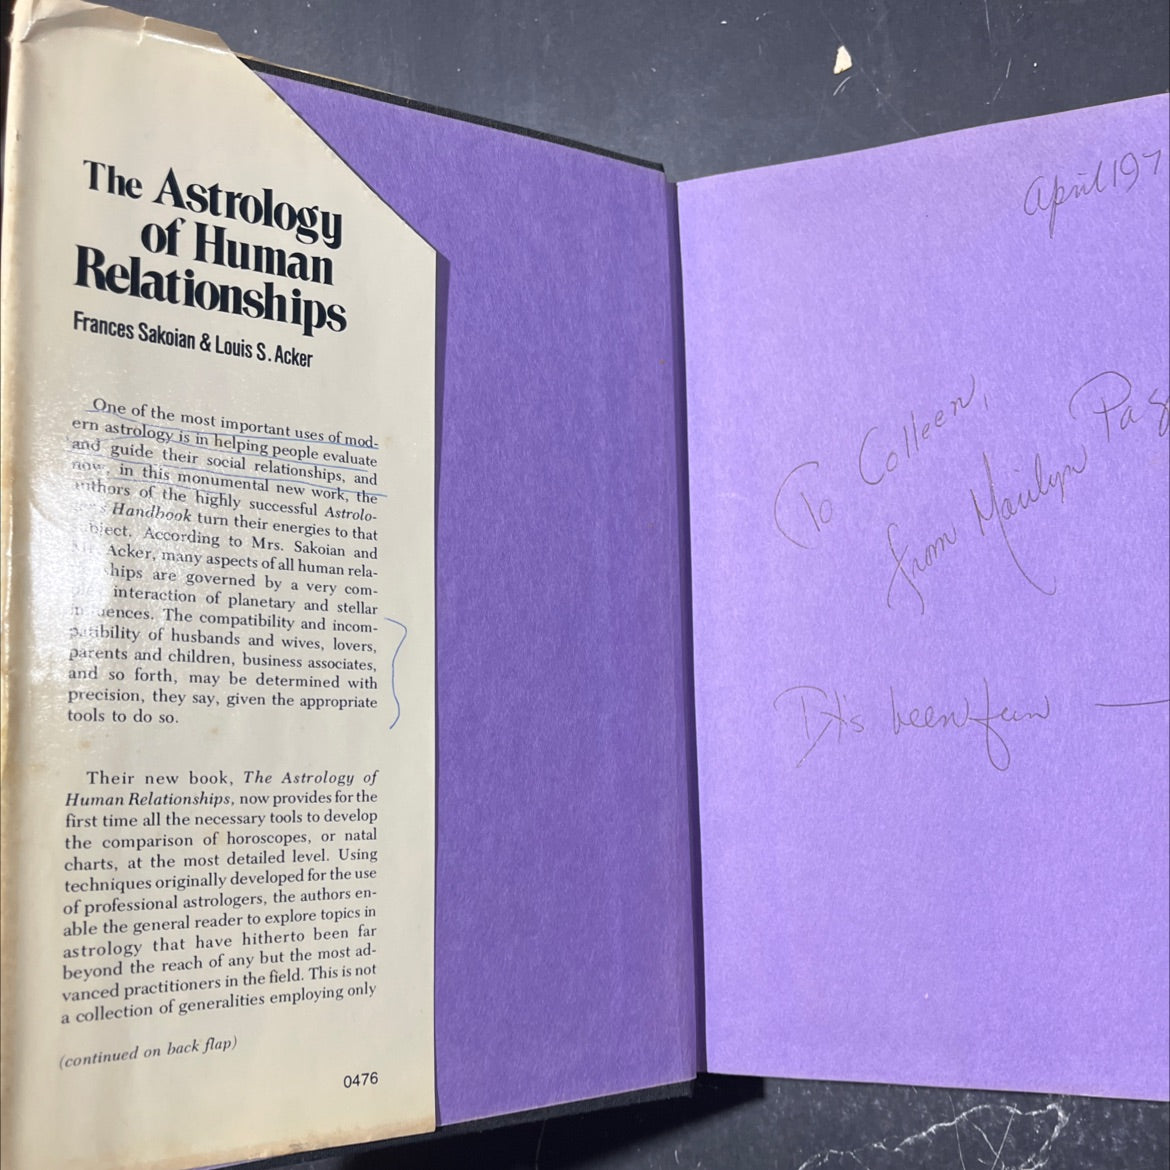 The Astrology
of Human
Relationships
Frances Sakoian & Louis S. Acker
One of the most important uses of mod-
ern astrology is in helping people evaluate
and guide their social relationships, and
now, in this monumental new work, the
authors of the highly successful Astrolo-
Handbook turn their energies to that
subject. According to Mrs. Sakoian and
Acker, many aspects of all human rela-
ships are governed by a very com-
interaction of planetary and stellar
influences. The compatibility and incom-
patibility of husbands and wives, lovers,
parents and children, business associates,
and so forth, may be determined with
precision, they say, given the appropriate
tools to do so.
Their new book, The Astrology of
Human Relationships, now provides for the
first time all the necessary tools to develop
the comparison of horoscopes, or natal
charts, at the most detailed level. Using
techniques originally developed for the use
of professional astrologers, the authors en-
able the general reader to explore topics in
astrology that have hitherto been far
beyond the reach of any but the most ad-
vanced practitioners in the field. This is not
a collection of generalities employing only
(continued on back flap)
0476
April 197
To Colleen,
from Marilyn
It's been fun —